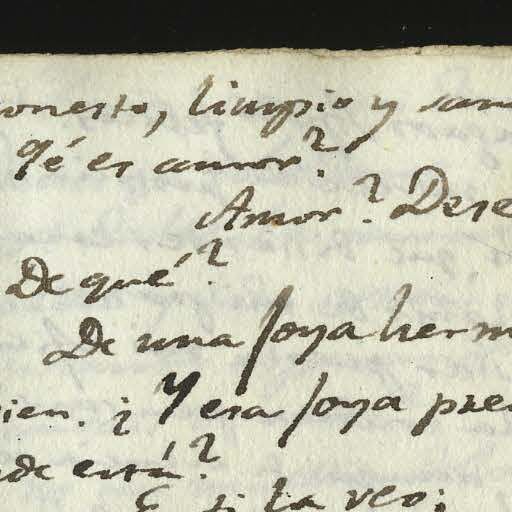 onesto, limpio y san
qé es amor?
Amor? Dese
De qué?
De una Joya herm
ien. ¿Y esa Joya pre
de está?
ti la veo;